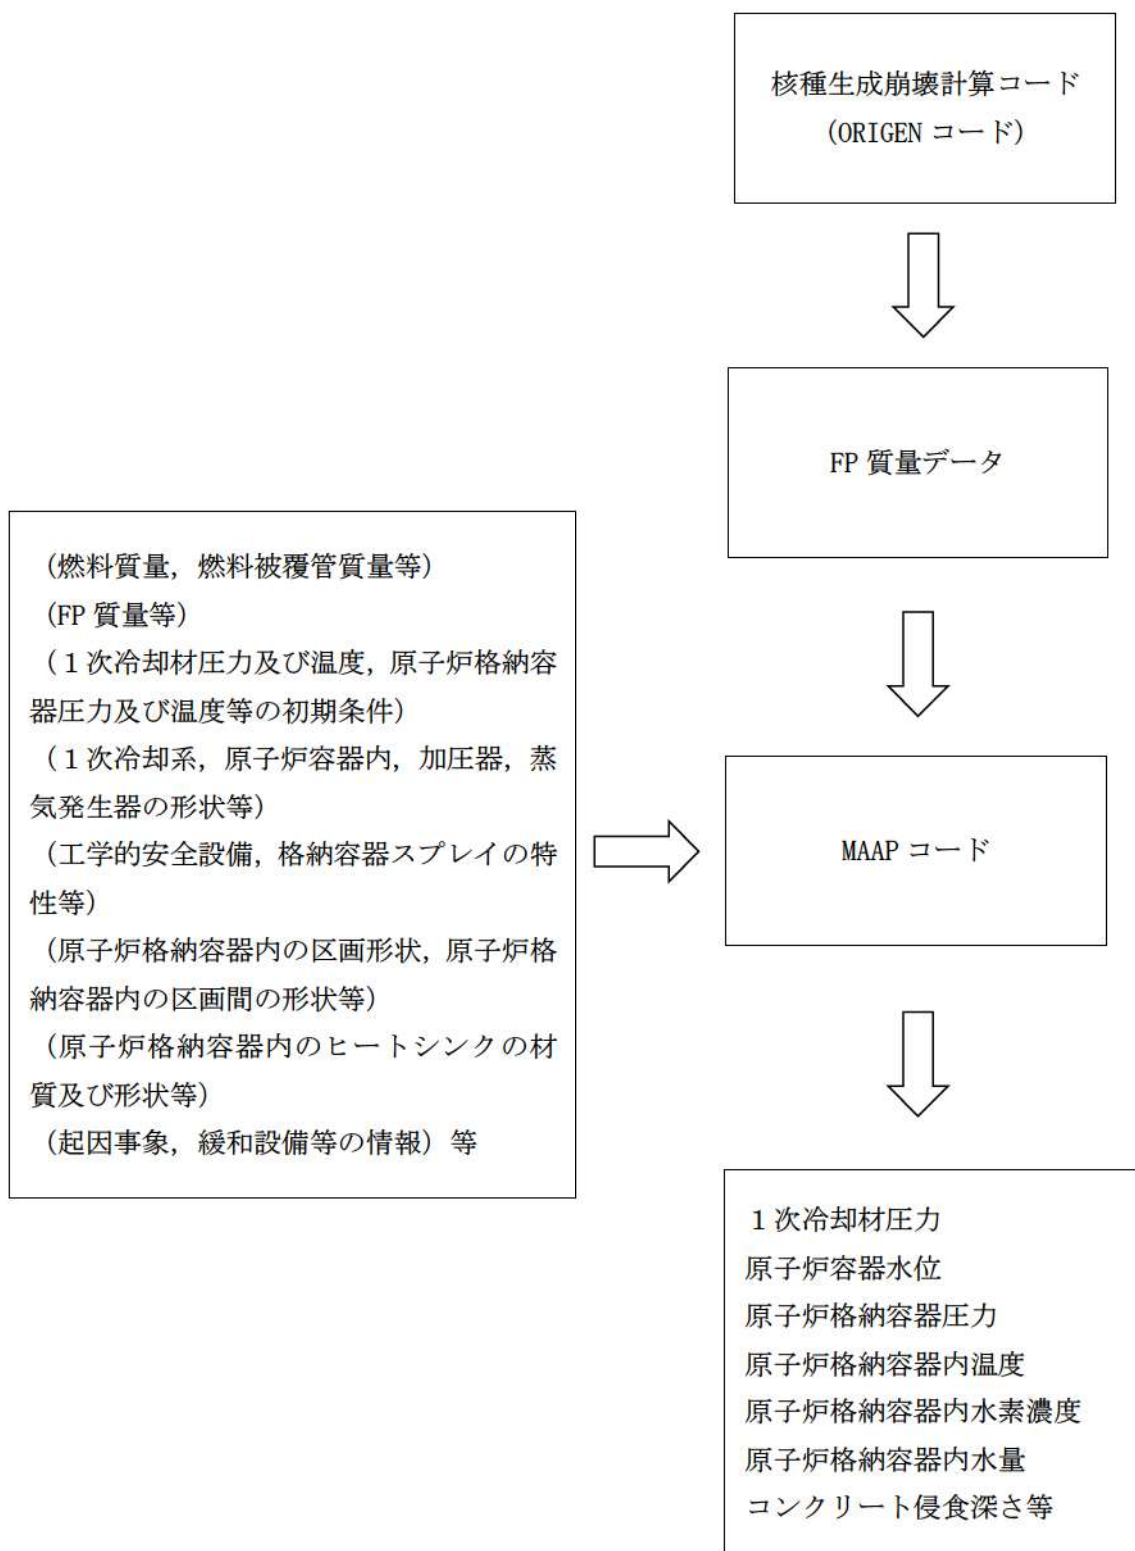 核種生成崩壊計算コード
(ORIGEN コード)
FP 質量データ
(燃料質量，燃料被覆管質量等)
(FP 質量等)
(１次冷却材圧力及び温度，原子炉格納容
器圧力及び温度等の初期条件)
(１次冷却系，原子炉容器内，加圧器，蒸
気発生器の形状等)
(工学的安全設備，格納容器スプレイの特
性等)
(原子炉格納容器内の区画形状，原子炉格
納容器内の区画間の形状等)
(原子炉格納容器内のヒートシンクの材
質及び形状等)
(起因事象，緩和設備等の情報) 等
MAAP コード
１次冷却材圧力
原子炉容器水位
原子炉格納容器圧力
原子炉格納容器内温度
原子炉格納容器内水素濃度
原子炉格納容器内水量
コンクリート侵食深さ等